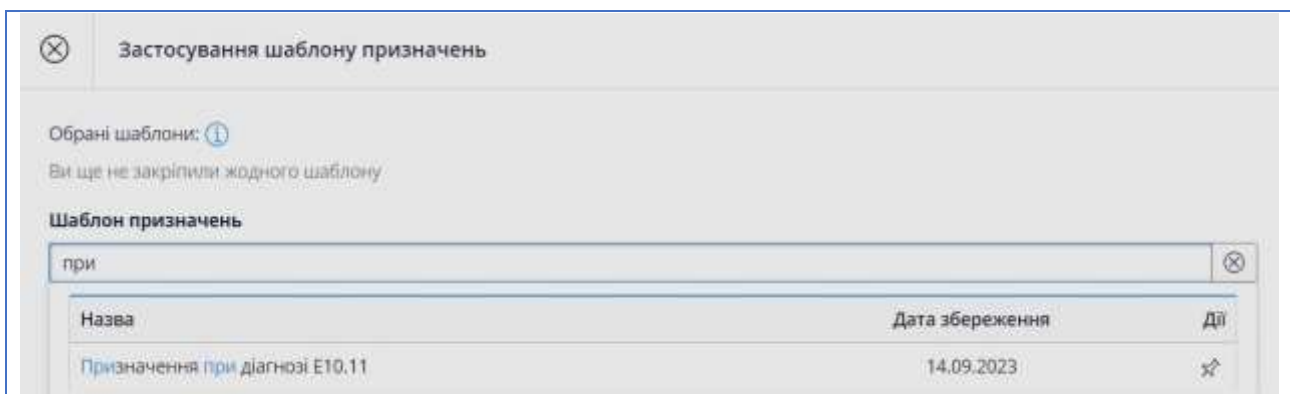 Застосування шаблону призначень
Обрані шаблони:
Ви ще не закріпили жодного шаблону
Шаблон призначень
при
Назва Дата збереження Дії
Призначення при діагнозі E10.11 14.09.2023